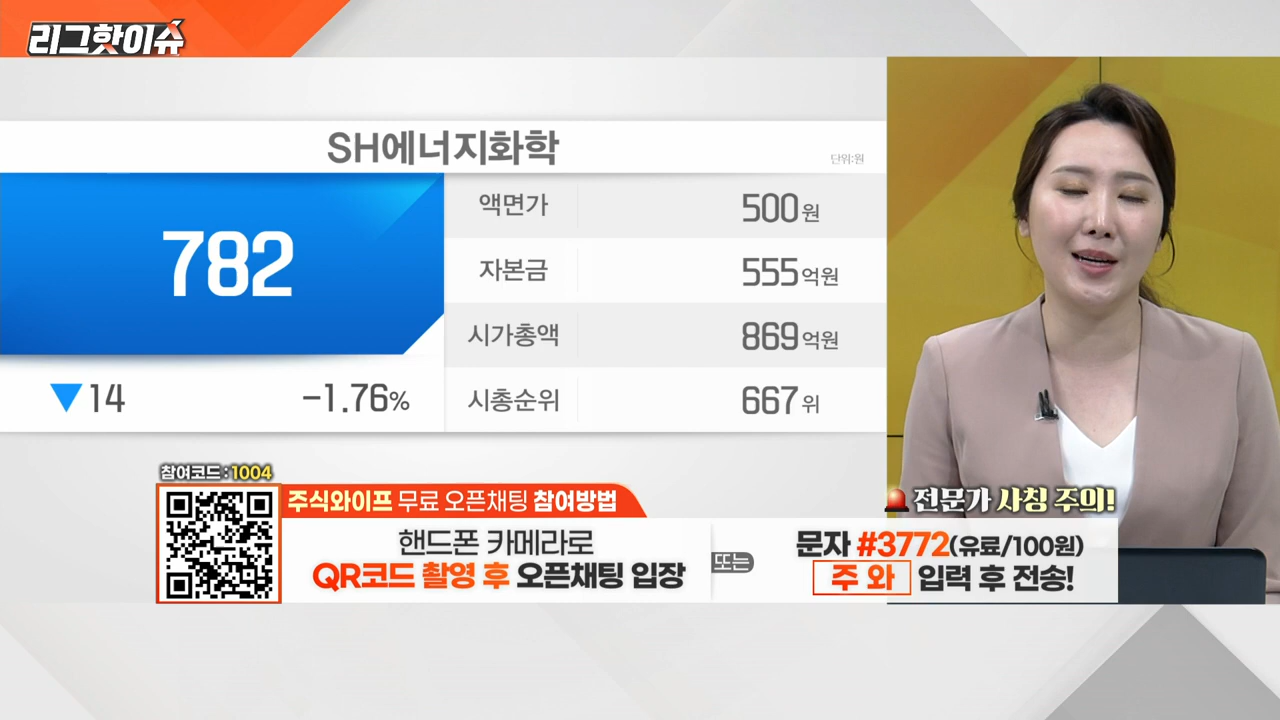 리그핫이슈
SH에너지화학
단위:원
782
▼14 -1.76%
액면가 500원
자본금 555억원
시가총액 869억원
시총순위 667위
참여코드:1004
주식와이프 무료 오픈채팅 참여방법
핸드폰 카메라로
QR코드 촬영 후 오픈채팅 입장
또는
전문가 사칭 주의!
문자 #3772(유료/100원)
주 와 입력 후 전송!